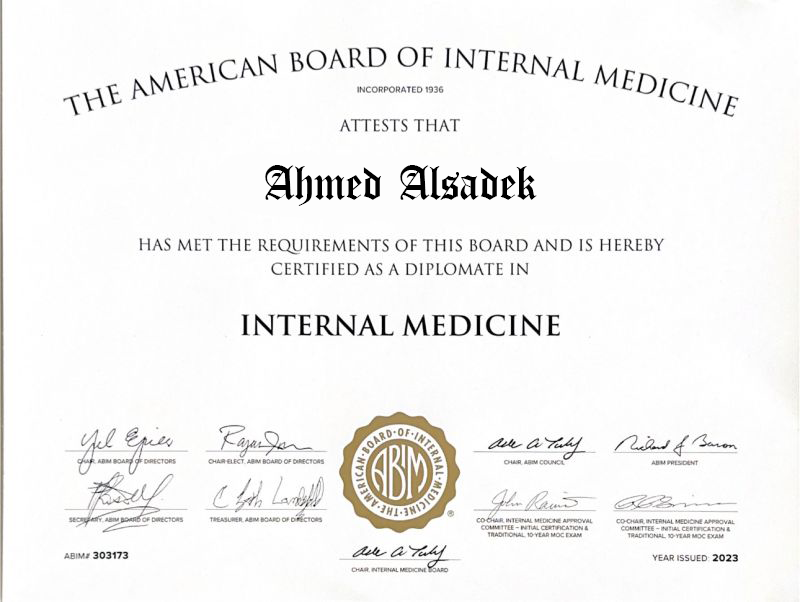 THE AMERICAN BOARD OF INTERNAL MEDICINE
INCORPORATED 1936
ATTESTS THAT
Ahmed Alsadek
HAS MET THE REQUIREMENTS OF THIS BOARD AND IS HEREBY
CERTIFIED AS A DIPLOMATE IN
INTERNAL MEDICINE
CHAIR, ABIM BOARD OF DIRECTORS
CHAIR-ELECT, ABIM BOARD OF DIRECTORS
CHAIR, ABIM COUNCIL
ABIM PRESIDENT
SECRETARY, ABIM BOARD OF DIRECTORS
TREASURER, ABIM BOARD OF DIRECTORS
THE·AMERICAN·BOARD·OF·INTERNAL·MEDICINE·
ABIM
®
CO-CHAIR, INTERNAL MEDICINE APPROVAL
COMMITTEE – INITIAL CERTIFICATION &
TRADITIONAL, 10-YEAR MOC EXAM
CO-CHAIR, INTERNAL MEDICINE APPROVAL
COMMITTEE – INITIAL CERTIFICATION &
TRADITIONAL, 10-YEAR MOC EXAM
ABIM# 303173
CHAIR, INTERNAL MEDICINE BOARD
YEAR ISSUED: 2023